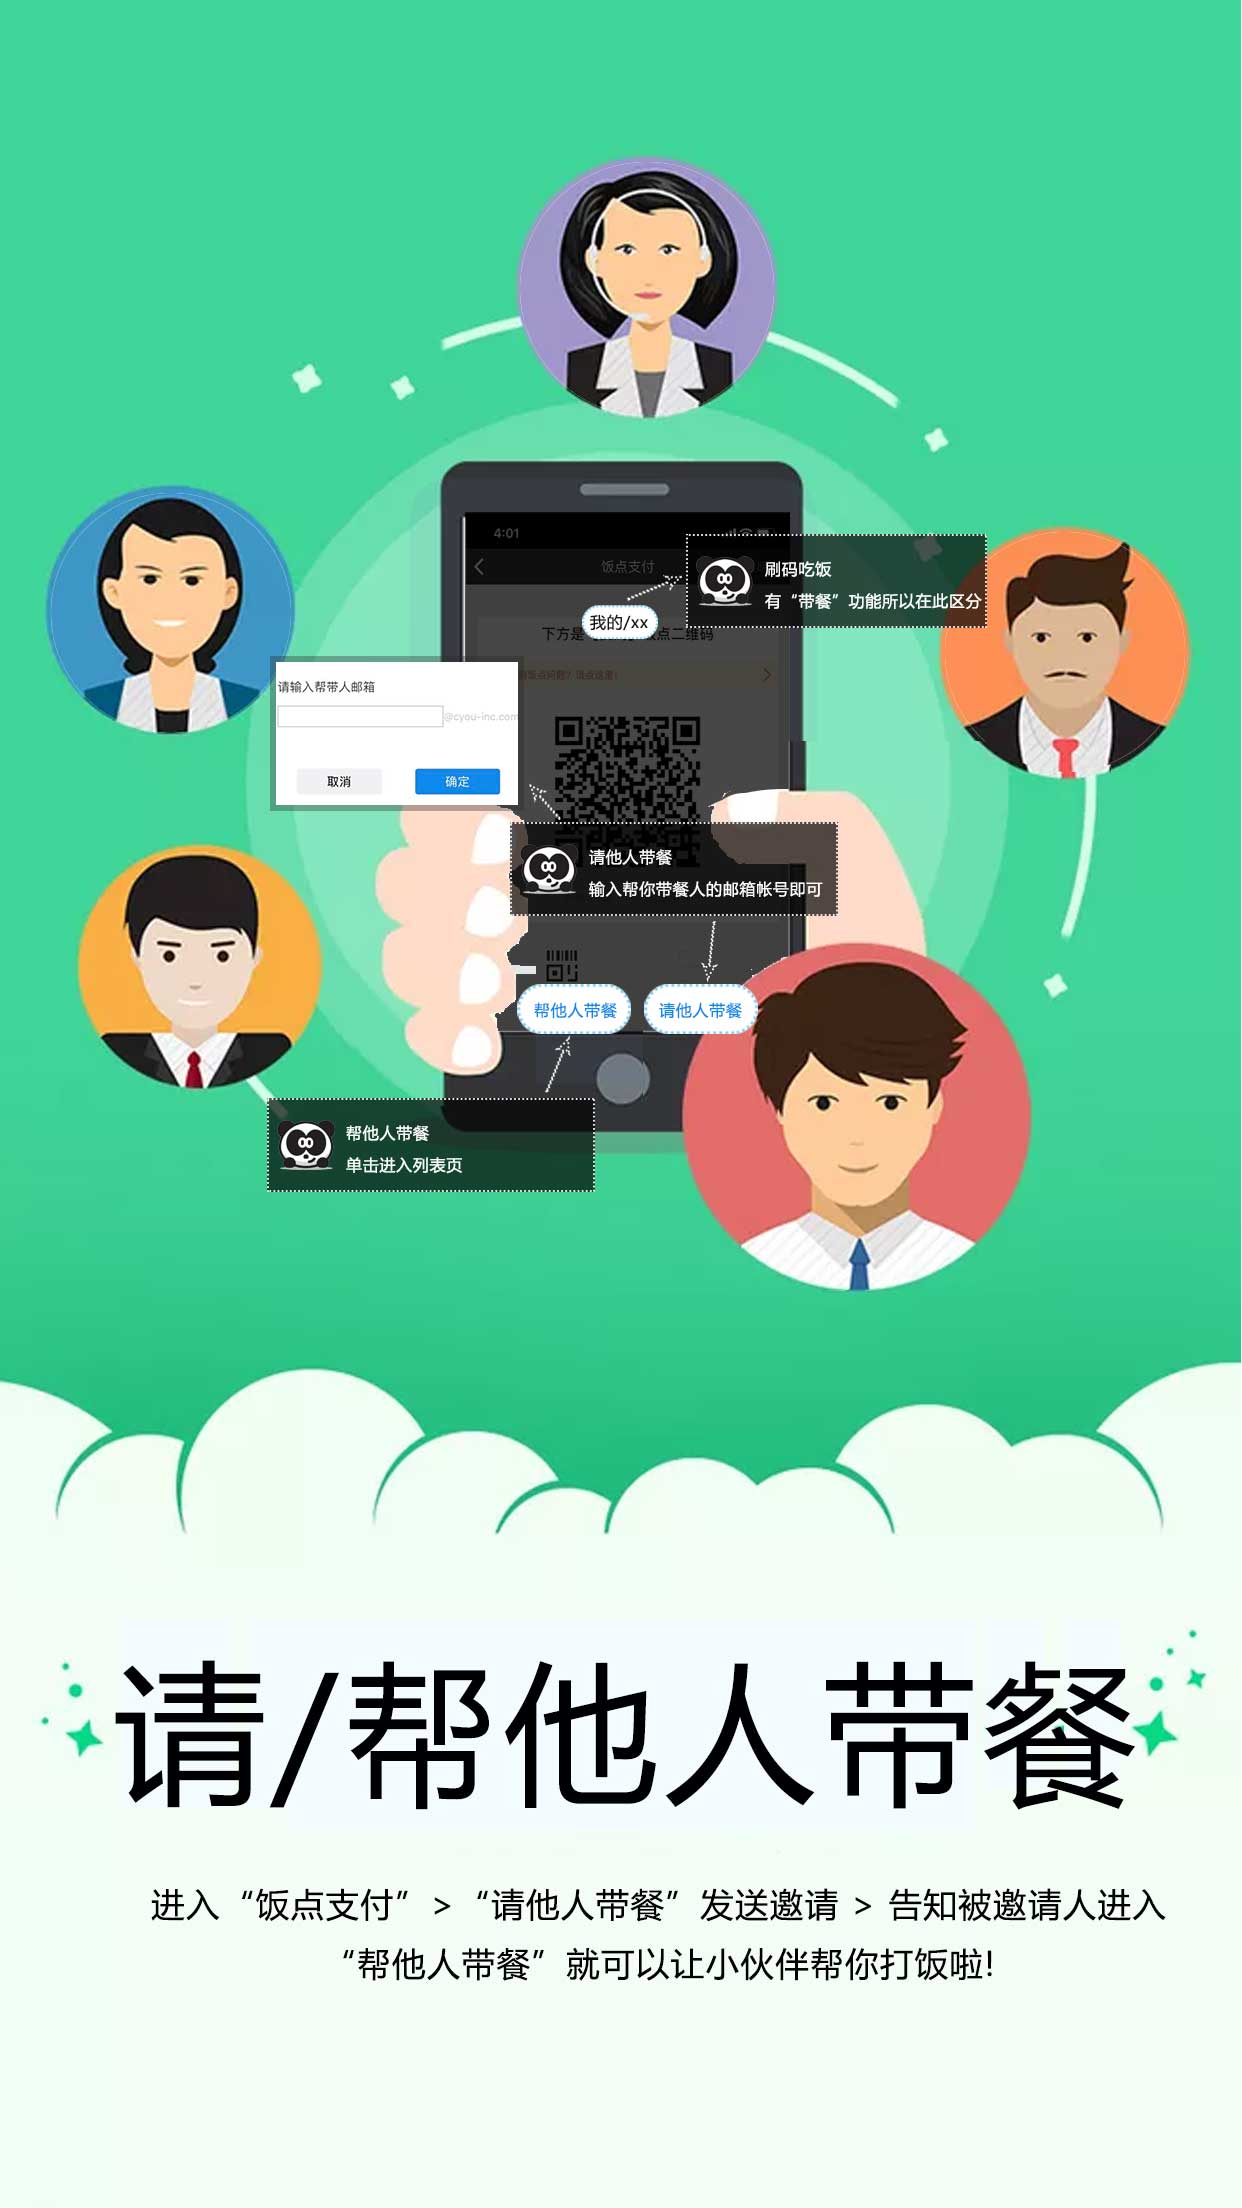 4:01
饭点支付
刷码吃饭
有“带餐”功能所以在此区分
我的/xx
下方是
点二维码
请输入帮带人邮箱
@cyou-inc.com
取消
确定
请他人带餐
输入帮你带餐人的邮箱帐号即可
帮他人带餐
请他人带餐
帮他人带餐
单击进入列表页
请/帮他人带餐
进入“饭点支付” > “请他人带餐”发送邀请 > 告知被邀请人进入
“帮他人带餐”就可以让小伙伴帮你打饭啦!